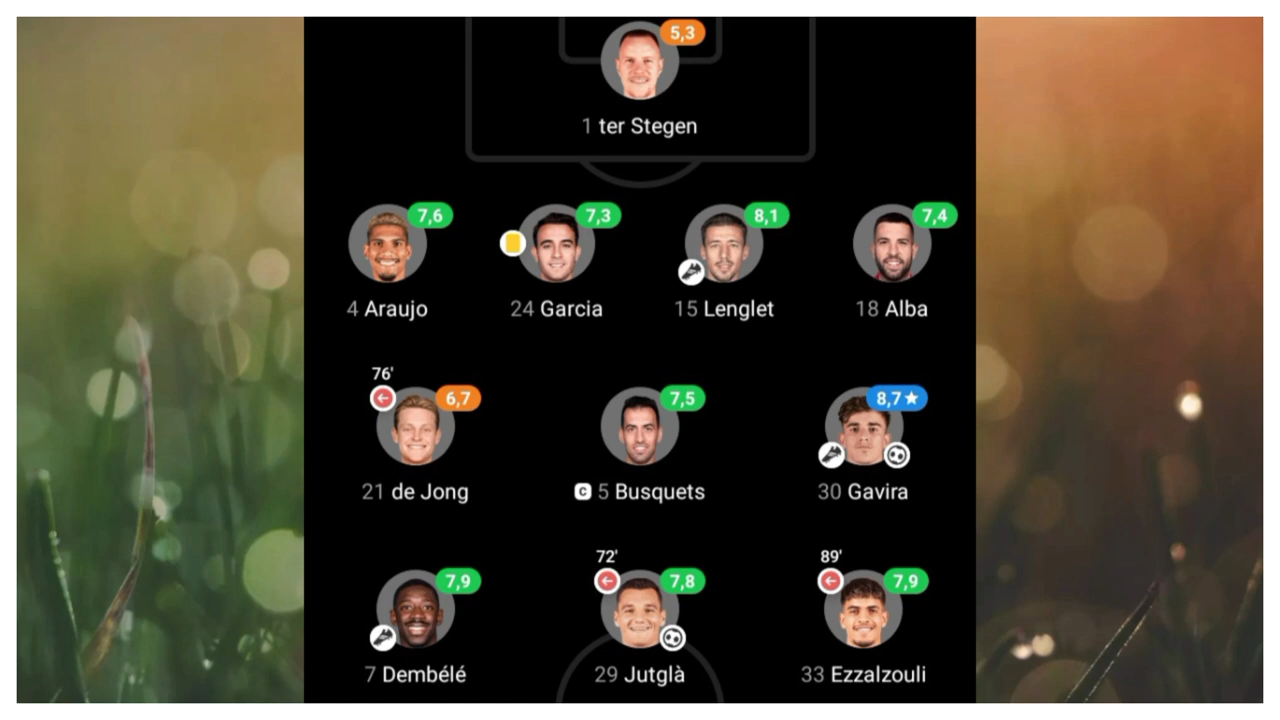 5,3
1 ter Stegen
7,6 7,3 8,1 7,4
4 Araujo 24 Garcia 15 Lenglet 18 Alba
76'
6,7 7,5 8,7
21 de Jong C 5 Busquets 30 Gavira
72' 89'
7,9 7,8 7,9
7 Dembélé 29 Jutglà 33 Ezzalzouli